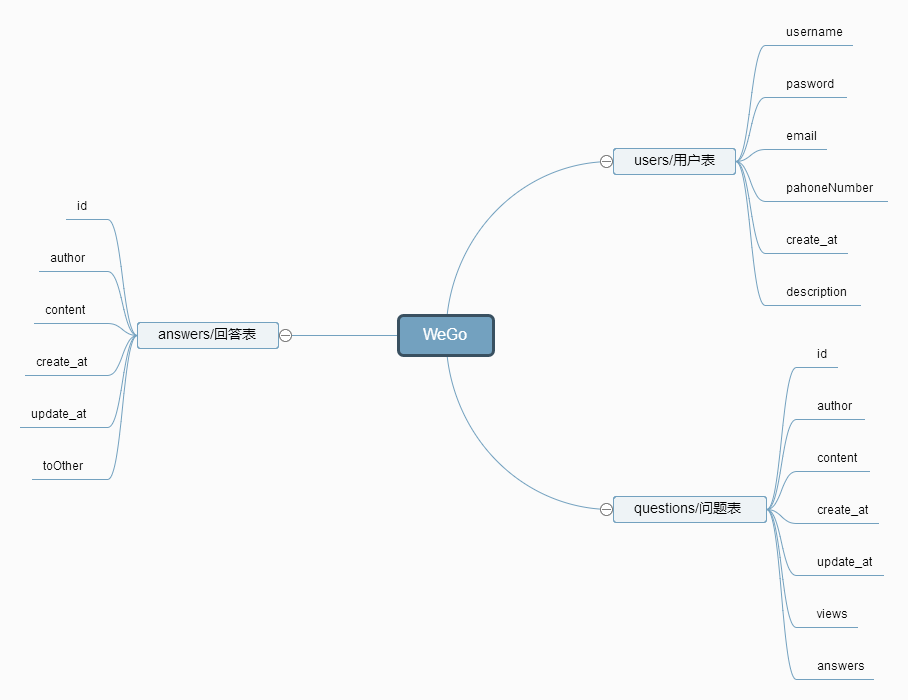 WeGo
users/用户表
username
pasword
email
pahoneNumber
create_at
description
questions/问题表
id
author
content
create_at
update_at
views
answers
answers/回答表
id
author
content
create_at
update_at
toOther